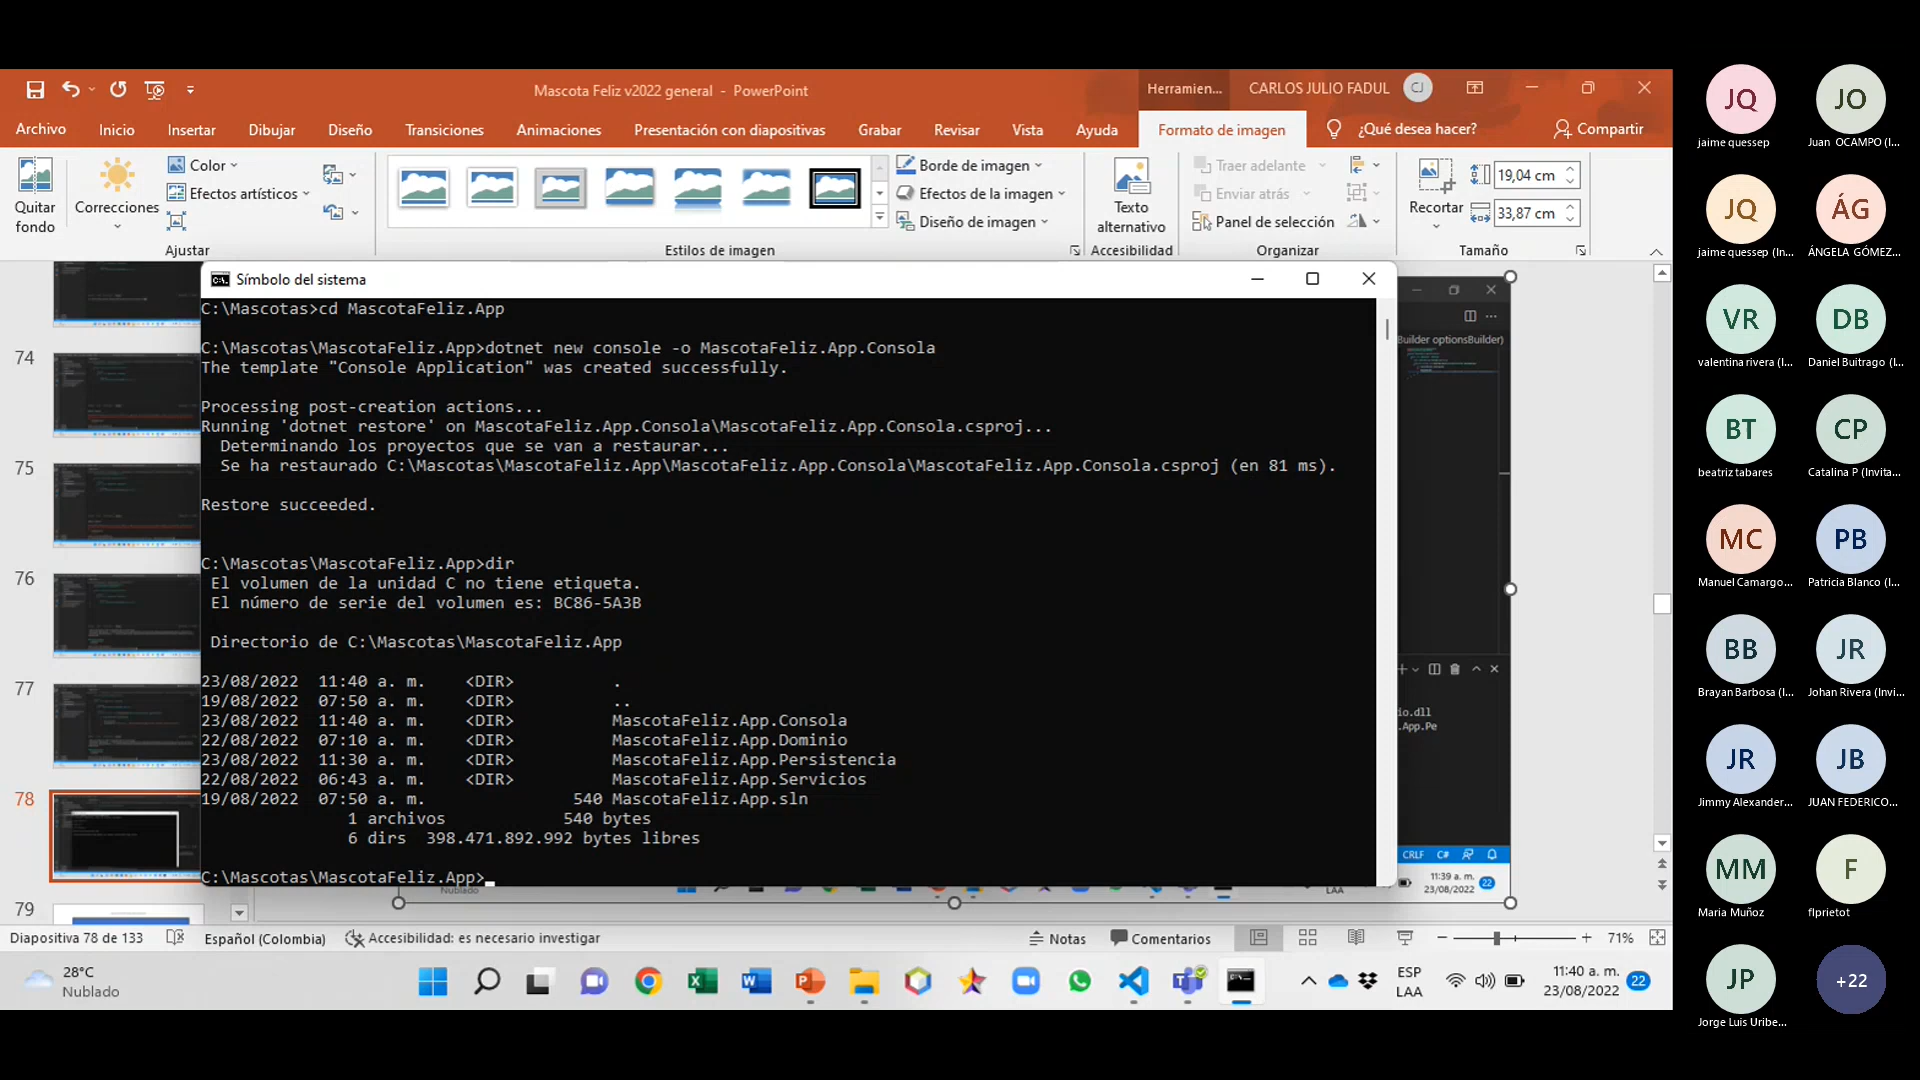 Mascota Feliz v2022 general - PowerPoint
Herramien...
CARLOS JULIO FADUL
CJ
Archivo
Inicio
Insertar
Dibujar
Diseño
Transiciones
Animaciones
Presentación con diapositivas
Grabar
Revisar
Vista
Ayuda
Formato de imagen
¿Qué desea hacer?
Compartir
Quitar
fondo
Correcciones
Color
Efectos artísticos
Ajustar
Estilos de imagen
Borde de imagen
Efectos de la imagen
Diseño de imagen
Texto
alternativo
Accesibilidad
Traer adelante
Enviar atrás
Panel de selección
Organizar
Recortar
19,04 cm
33,87 cm
Tamaño
Símbolo del sistema
C:\Mascotas>cd MascotaFeliz.App
C:\Mascotas\MascotaFeliz.App>dotnet new console -o MascotaFeliz.App.Consola
The template "Console Application" was created successfully.
Processing post-creation actions...
Running 'dotnet restore' on MascotaFeliz.App.Consola\MascotaFeliz.App.Consola.csproj...
Determinando los proyectos que se van a restaurar...
Se ha restaurado C:\Mascotas\MascotaFeliz.App\MascotaFeliz.App.Consola\MascotaFeliz.App.Consola.csproj (en 81 ms).
Restore succeeded.
C:\Mascotas\MascotaFeliz.App>dir
El volumen de la unidad C no tiene etiqueta.
El número de serie del volumen es: BC86-5A3B
Directorio de C:\Mascotas\MascotaFeliz.App
23/08/2022 11:40 a. m. <DIR> .
19/08/2022 07:50 a. m. <DIR> ..
23/08/2022 11:40 a. m. <DIR> MascotaFeliz.App.Consola
22/08/2022 07:10 a. m. <DIR> MascotaFeliz.App.Dominio
23/08/2022 11:30 a. m. <DIR> MascotaFeliz.App.Persistencia
22/08/2022 06:43 a. m. <DIR> MascotaFeliz.App.Servicios
19/08/2022 07:50 a. m. 540 MascotaFeliz.App.sln
1 archivos 540 bytes
6 dirs 398.471.892.992 bytes libres
C:\Mascotas\MascotaFeliz.App>_
74
75
76
77
78
79
Builder optionsBuilder)
io.dll
.App.Pe
CRLF C#
Nublado
LAA
11:39 a. m.
23/08/2022
22
Diapositiva 78 de 133
Español (Colombia)
Accesibilidad: es necesario investigar
Notas
Comentarios
71%
28°C
Nublado
ESP
LAA
11:40 a. m.
23/08/2022
22
JQ
jaime quessep
JO
Juan OCAMPO (I...
JQ
jaime quessep (In...
ÁG
ÁNGELA GÓMEZ...
VR
valentina rivera (I...
DB
Daniel Buitrago (I...
BT
beatriz tabares
CP
Catalina P (Invita...
MC
Manuel Camargo...
PB
Patricia Blanco (I...
BB
Brayan Barbosa (I...
JR
Johan Rivera (Invi...
JR
Jimmy Alexander...
JB
JUAN FEDERICO...
MM
Maria Muñoz
F
flprietot
JP
Jorge Luis Uribe...
+22